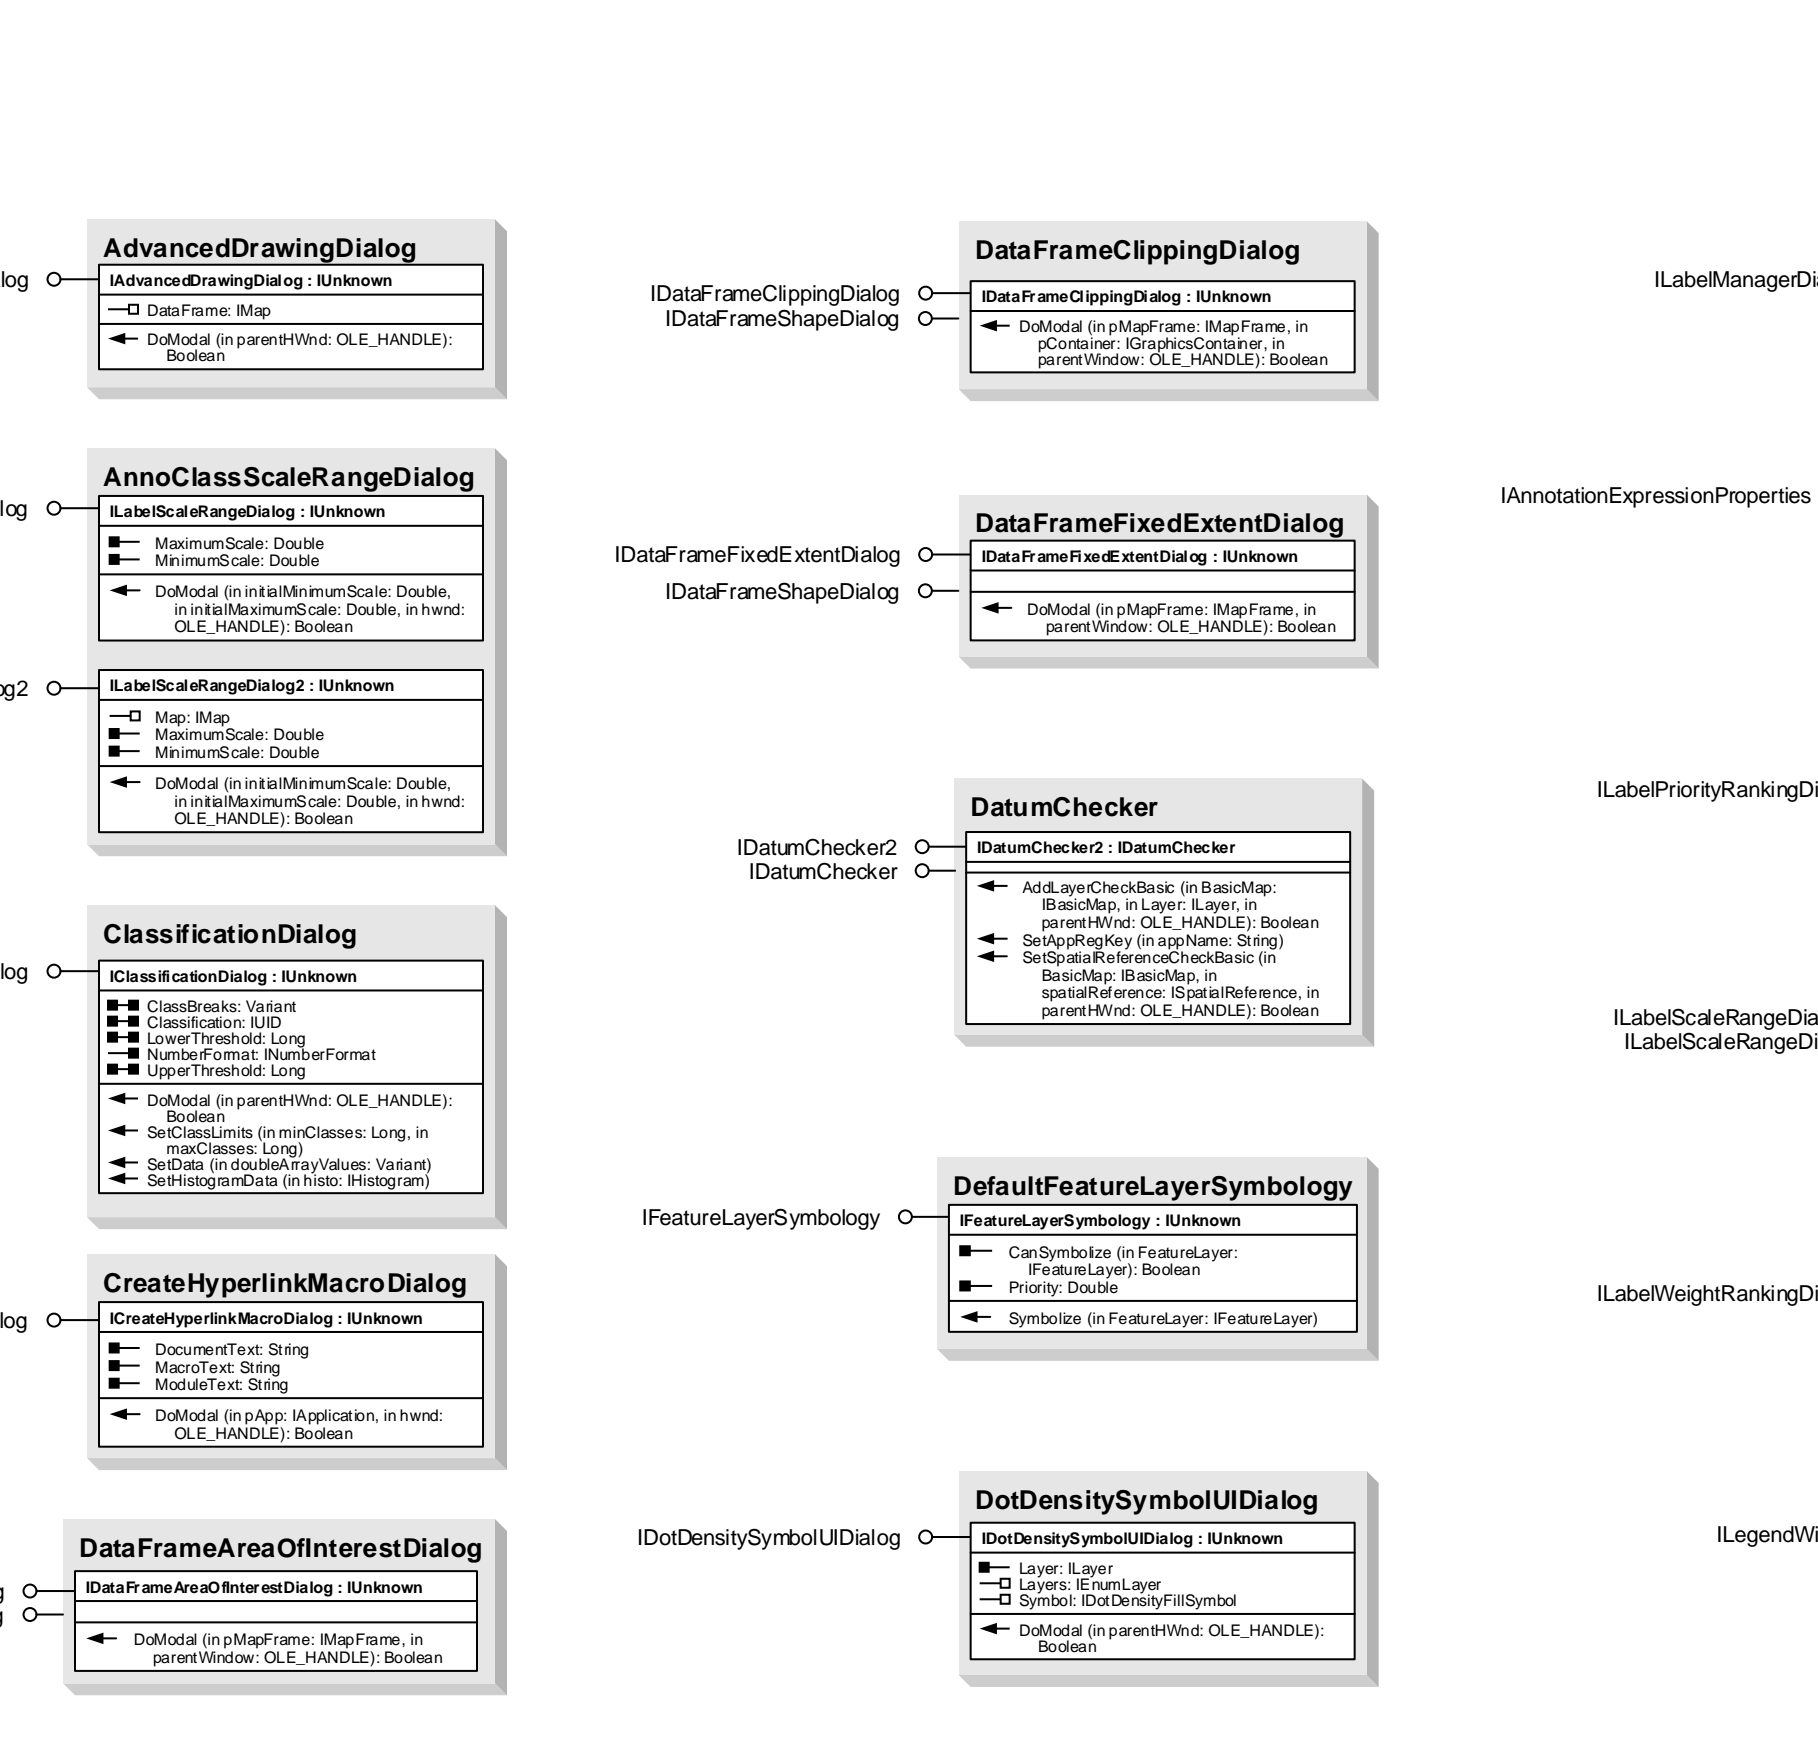 AdvancedDrawingDialog
IAdvancedDrawingDialog : IUnknown
DataFrame: IMap
DoModal (in parentHWnd: OLE_HANDLE):
Boolean
AnnoClassScaleRangeDialog
ILabelScaleRangeDialog : IUnknown
MaximumScale: Double
MinimumScale: Double
DoModal (in initialMinimumScale: Double,
in initialMaximumScale: Double, in hwnd:
OLE_HANDLE): Boolean
ILabelScaleRangeDialog2 : IUnknown
Map: IMap
MaximumScale: Double
MinimumScale: Double
DoModal (in initialMinimumScale: Double,
in initialMaximumScale: Double, in hwnd:
OLE_HANDLE): Boolean
ClassificationDialog
IClassificationDialog : IUnknown
ClassBreaks: Variant
Classification: IUID
LowerThreshold: Long
NumberFormat: INumberFormat
UpperThreshold: Long
DoModal (in parentHWnd: OLE_HANDLE):
Boolean
SetClassLimits (in minClasses: Long, in
maxClasses: Long)
SetData (in doubleArrayValues: Variant)
SetHistogramData (in histo: IHistogram)
CreateHyperlinkMacroDialog
ICreateHyperlinkMacroDialog : IUnknown
DocumentText: String
MacroText: String
ModuleText: String
DoModal (in pApp: IApplication, in hwnd:
OLE_HANDLE): Boolean
DataFrameAreaOfInterestDialog
IDataFrameAreaOfInterestDialog : IUnknown
DoModal (in pMapFrame: IMapFrame, in
parentWindow: OLE_HANDLE): Boolean
IDataFrameClippingDialog
IDataFrameShapeDialog
DataFrameClippingDialog
IDataFrameClippingDialog : IUnknown
DoModal (in pMapFrame: IMapFrame, in
pContainer: IGraphicsContainer, in
parentWindow: OLE_HANDLE): Boolean
IDataFrameFixedExtentDialog
IDataFrameShapeDialog
DataFrameFixedExtentDialog
IDataFrameFixedExtentDialog : IUnknown
DoModal (in pMapFrame: IMapFrame, in
parentWindow: OLE_HANDLE): Boolean
IDatumChecker2
IDatumChecker
DatumChecker
IDatumChecker2 : IDatumChecker
AddLayerCheckBasic (in BasicMap:
IBasicMap, in Layer: ILayer, in
parentHWnd: OLE_HANDLE): Boolean
SetAppRegKey (in appName: String)
SetSpatialReferenceCheckBasic (in
BasicMap: IBasicMap, in
spatialReference: ISpatialReference, in
parentHWnd: OLE_HANDLE): Boolean
IFeatureLayerSymbology
DefaultFeatureLayerSymbology
IFeatureLayerSymbology : IUnknown
CanSymbolize (in FeatureLayer:
IFeatureLayer): Boolean
Priority: Double
Symbolize (in FeatureLayer: IFeatureLayer)
IDotDensitySymbolUIDialog
DotDensitySymbolUIDialog
IDotDensitySymbolUIDialog : IUnknown
Layer: ILayer
Layers: IEnumLayer
Symbol: IDotDensityFillSymbol
DoModal (in parentHWnd: OLE_HANDLE):
Boolean
IAnnotationExpressionProperties